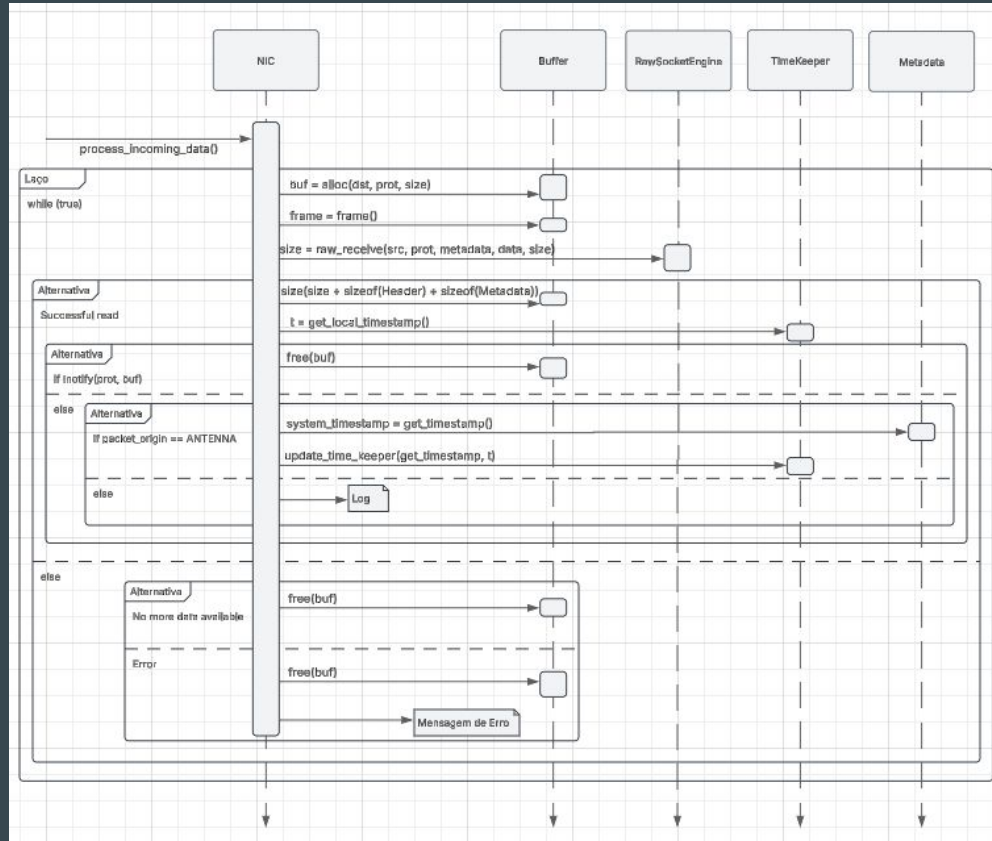 NIC
Buffer
RawSocketEngine
TimeKeeper
Metadata
process_incoming_data()
Laço
while (true)
buf = alloc(dst, prot, size)
frame = frame()
size = raw_receive(src, prot, metadata, data, size)
Alternativa
Successful read
size(size + sizeof(Header) + sizeof(Metadata))
t = get_local_timestamp()
Alternativa
if !notify(prot, buf)
free(buf)
else
Alternativa
if packet_origin == ANTENNA
system_timestamp = get_timestamp()
update_time_keeper(get_timestamp, t)
else
Log
else
Alternativa
No more data available
free(buf)
Error
free(buf)
Mensagem de Erro